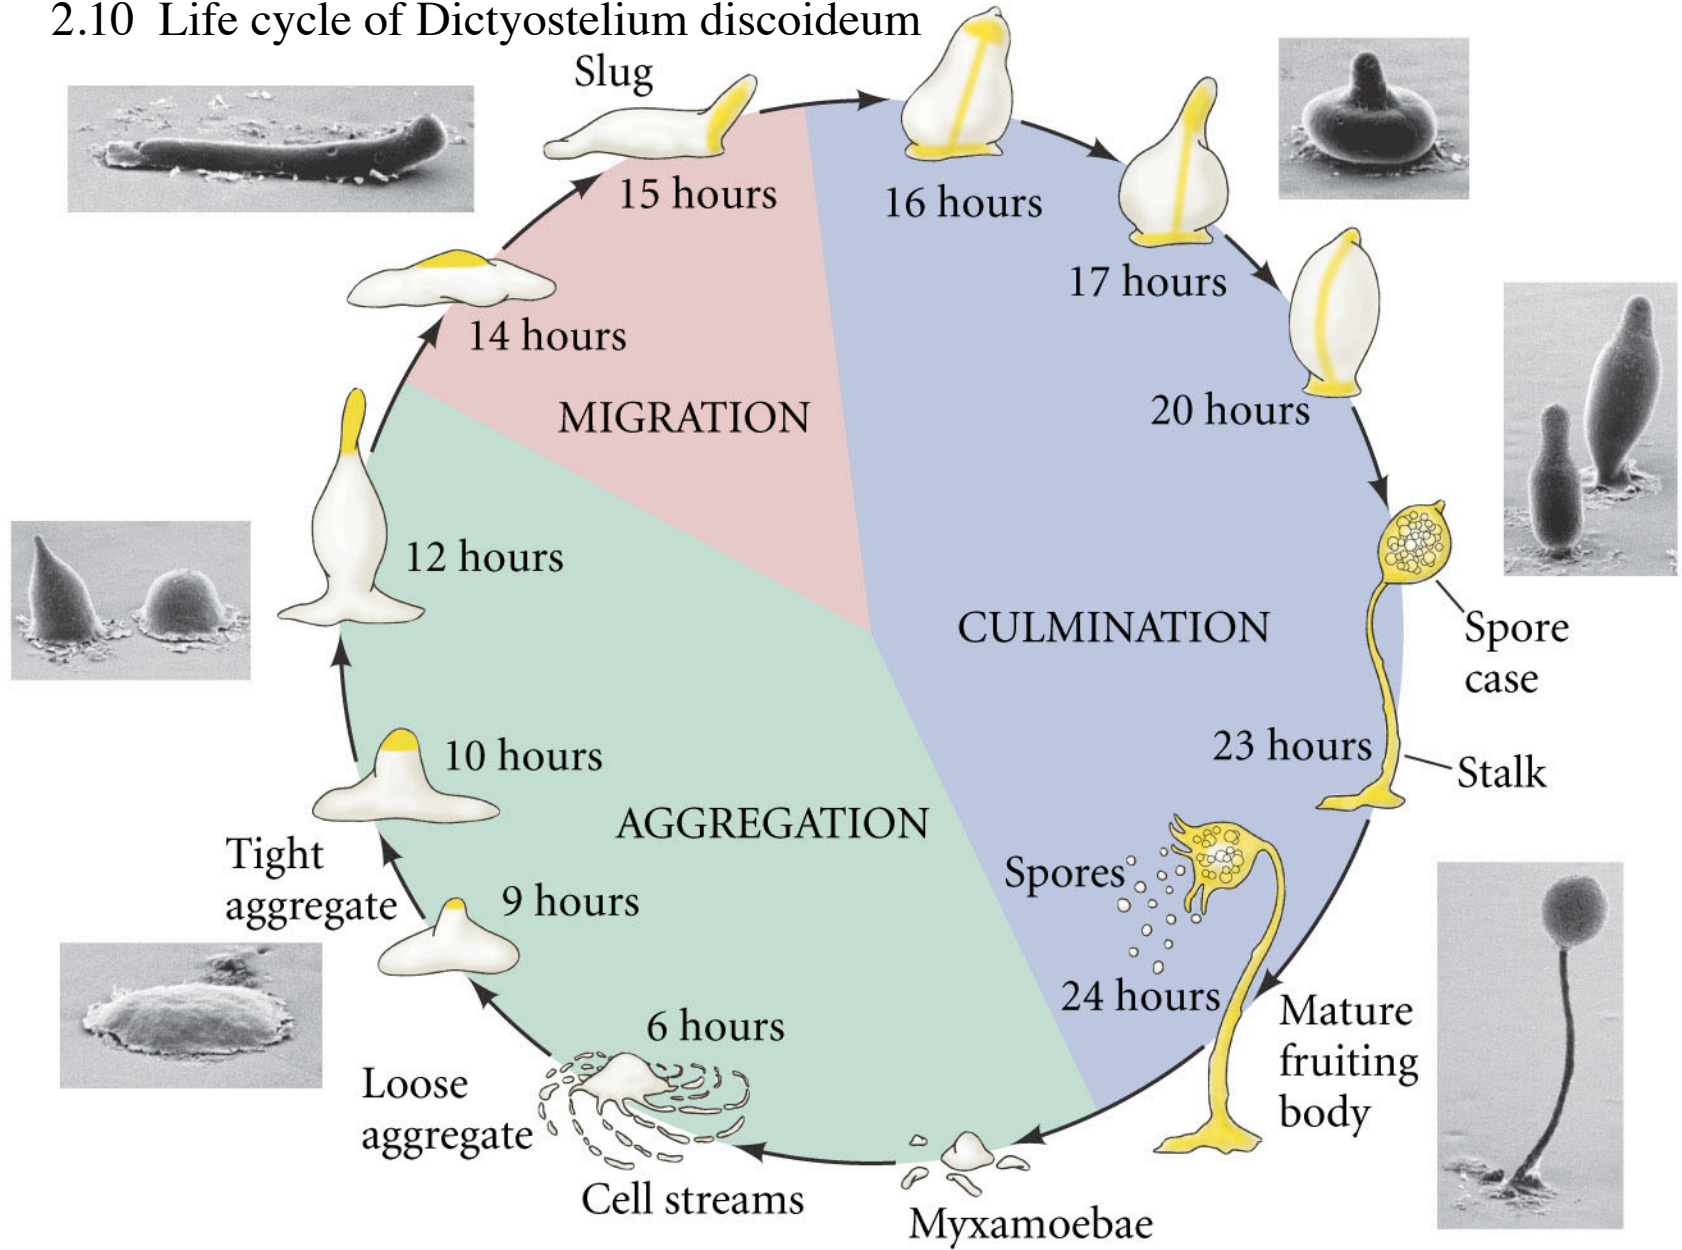 2.10 Life cycle of Dictyostelium discoideum
Slug
15 hours
16 hours
17 hours
14 hours
20 hours
MIGRATION
12 hours
CULMINATION
Spore
case
23 hours
Stalk
10 hours
AGGREGATION
Tight
aggregate
9 hours
Spores
24 hours
Mature
fruiting
body
6 hours
Loose
aggregate
Cell streams
Myxamoebae